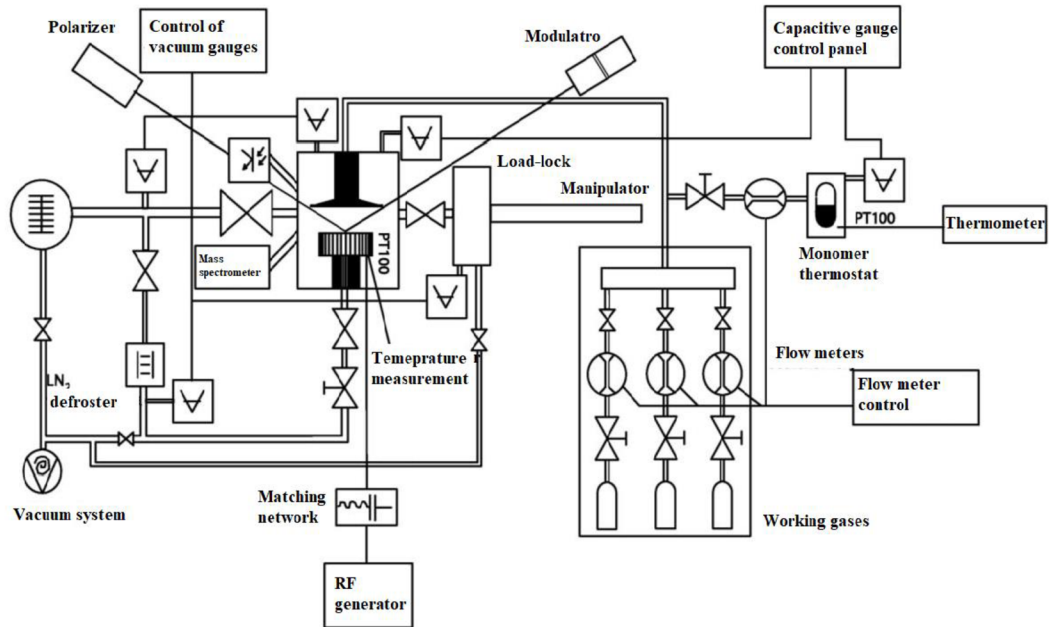 Polarizer
Control of
vacuum gauges
Modulatro
Capacitive gauge
control panel
Load-lock
Manipulator
PT100
Thermometer
Monomer
thermostat
Mass
spectrometer
PT100
Temeprature r
measurement
LN₂
defroster
Flow meters
Flow meter
control
Vacuum system
Matching
network
Working gases
RF
generator